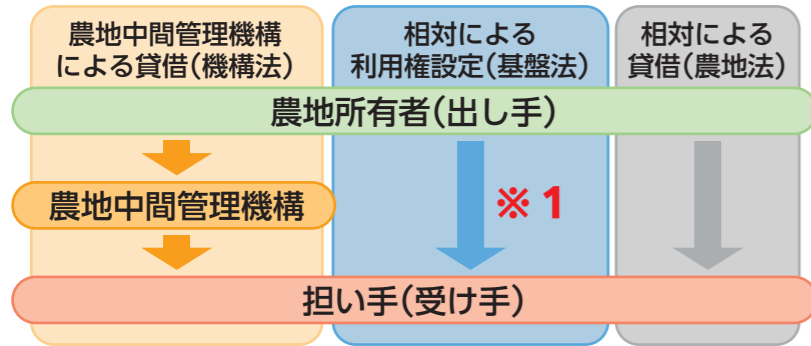 農地中間管理機構
による貸借(機構法)
相対による
利用権設定(基盤法)
相対による
貸借(農地法)
農地所有者(出し手)
農地中間管理機構
※1
担い手(受け手)